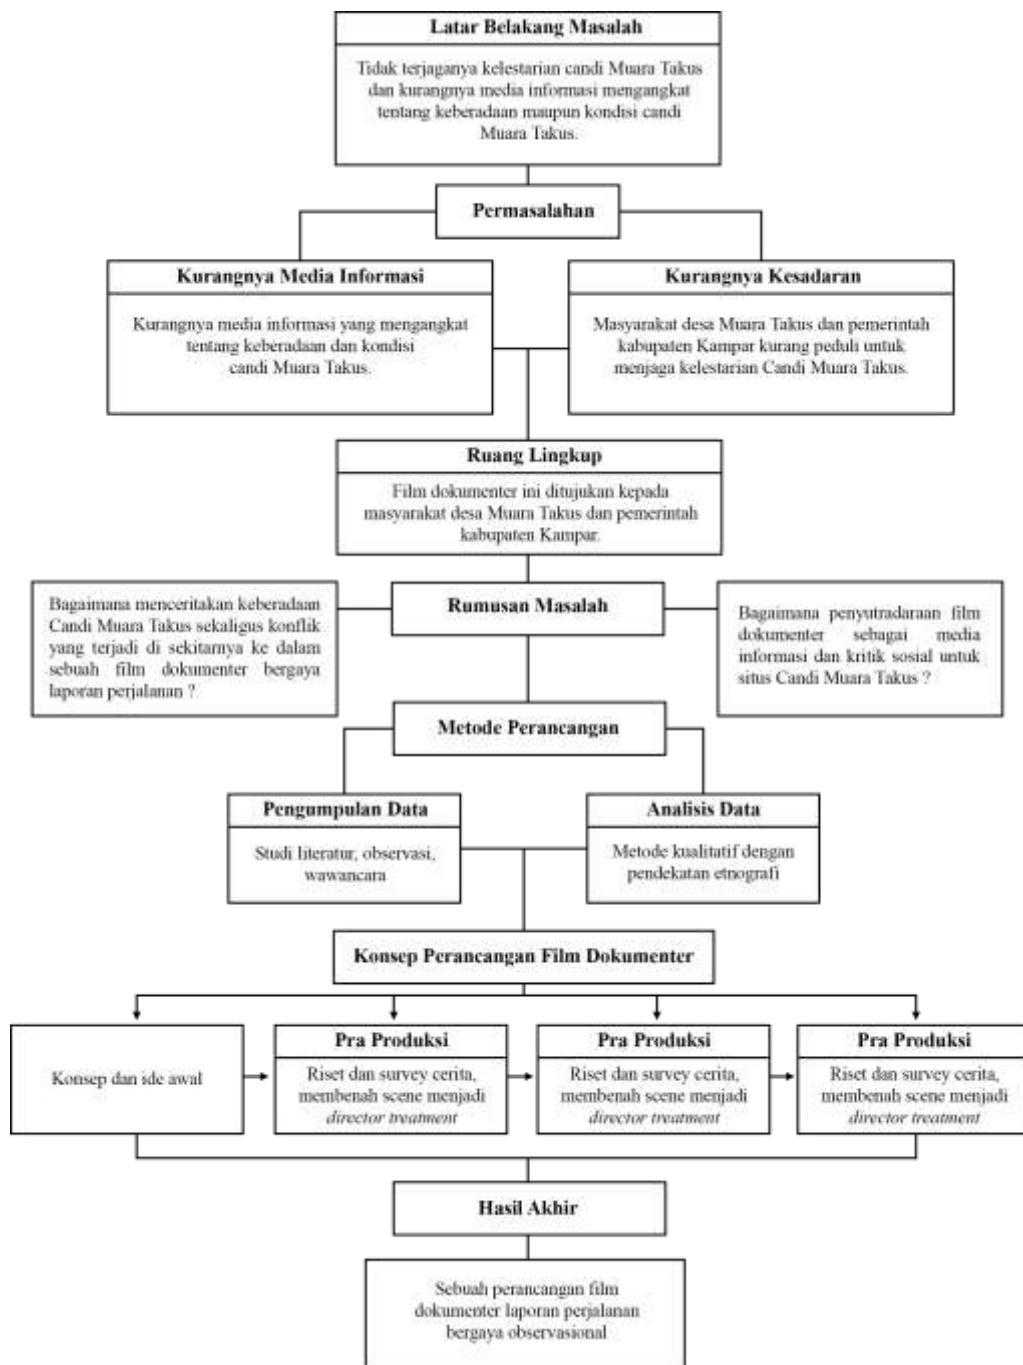 Latar Belakang Masalah
Tidak terjaganya kelestarian candi Muara Takus
dan kurangnya media informasi mengangkat
tentang keberadaan maupun kondisi candi
Muara Takus.
Permasalahan
Kurangnya Media Informasi
Kurangnya media informasi yang mengangkat
tentang keberadaan dan kondisi
candi Muara Takus.
Kurangnya Kesadaran
Masyarakat desa Muara Takus dan pemerintah
kabupaten Kampar kurang peduli untuk
menjaga kelestarian Candi Muara Takus.
Ruang Lingkup
Film dokumenter ini ditujukan kepada
masyarakat desa Muara Takus dan pemerintah
kabupaten Kampar.
Rumusan Masalah
Bagaimana menceritakan keberadaan
Candi Muara Takus sekaligus konflik
yang terjadi di sekitarnya ke dalam
sebuah film dokumenter bergaya
laporan perjalanan ?
Bagaimana penyutradaraan film
dokumenter sebagai media
informasi dan kritik sosial untuk
situs Candi Muara Takus ?
Metode Perancangan
Pengumpulan Data
Studi literatur, observasi,
wawancara
Analisis Data
Metode kualitatif dengan
pendekatan etnografi
Konsep Perancangan Film Dokumenter
Konsep dan ide awal
Pra Produksi
Riset dan survey cerita,
membenah scene menjadi
director treatment
Pra Produksi
Riset dan survey cerita,
membenah scene menjadi
director treatment
Pra Produksi
Riset dan survey cerita,
membenah scene menjadi
director treatment
Hasil Akhir
Sebuah perancangan film
dokumenter laporan perjalanan
bergaya observasional